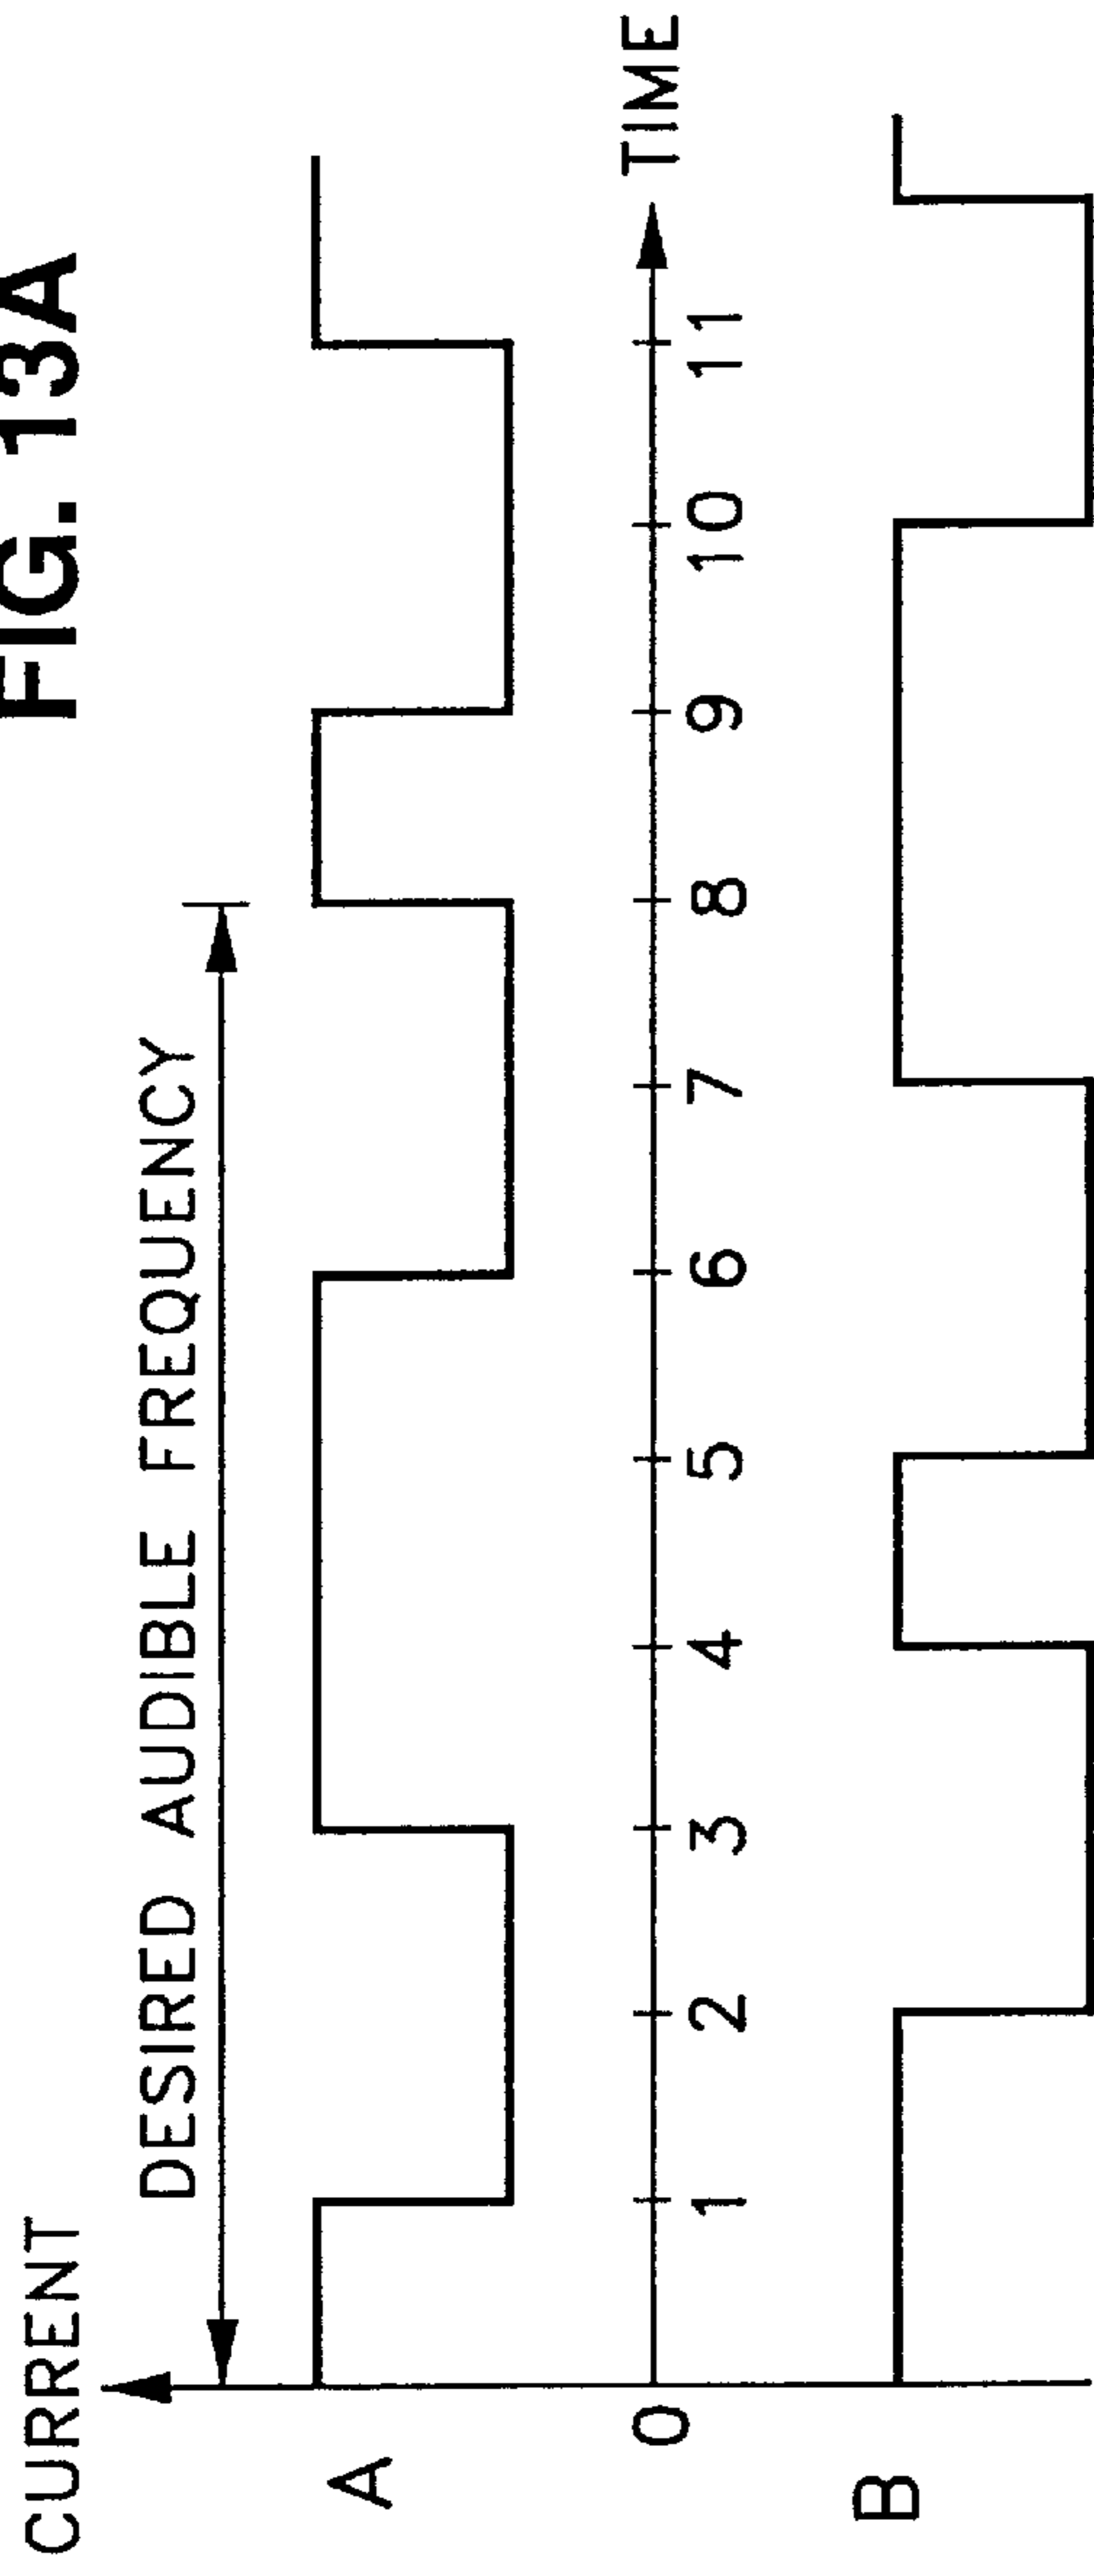 FIG. 13A
CURRENT
DESIRED AUDIBLE FREQUENCY
A
0
1 2 3 4 5 6 7 8 9 10 11
TIME
B